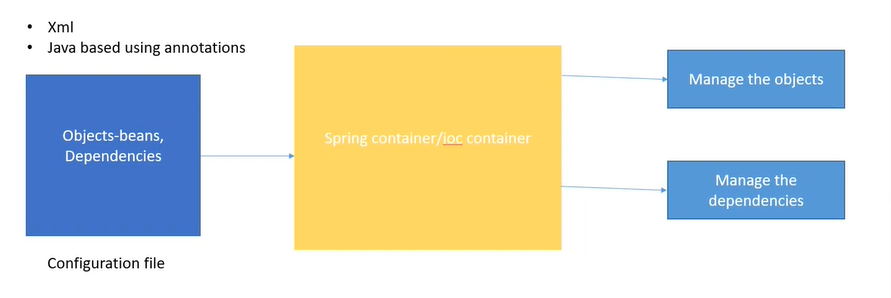 • Xml
• Java based using annotations
Objects-beans,
Dependencies
Configuration file
Spring container/ioc container
Manage the objects
Manage the
dependencies